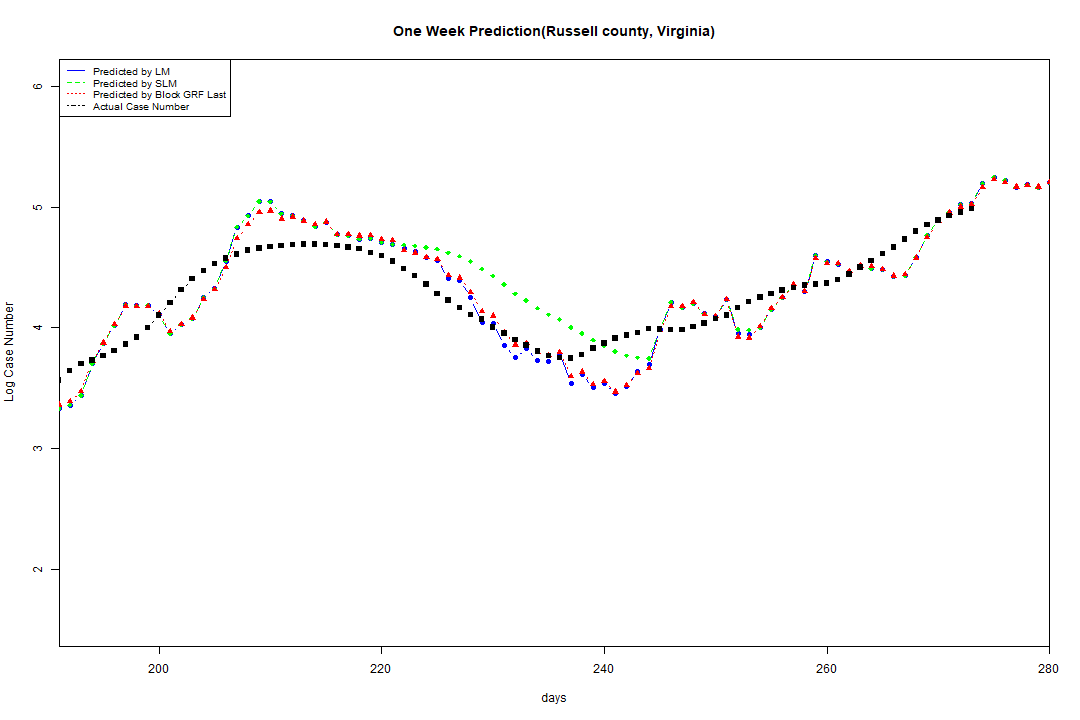 One Week Prediction(Russell county, Virginia)
Predicted by LM
Predicted by SLM
Predicted by Block GRF Last
Actual Case Number
6
5
4
3
2
Log Case Number
200 220 240 260 280
days